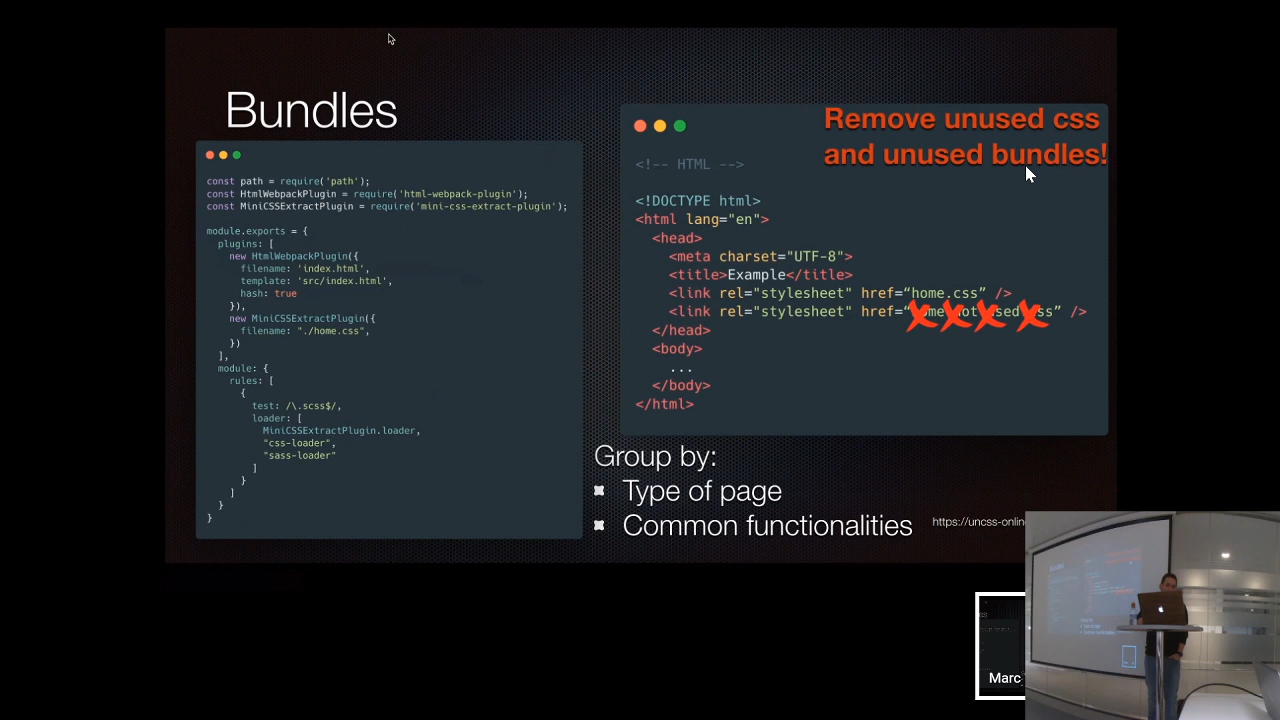 Bundles
const path = require('path');
const HtmlWebpackPlugin = require('html-webpack-plugin');
const MiniCSSExtractPlugin = require('mini-css-extract-plugin');
module.exports = {
plugins: [
new HtmlWebpackPlugin({
filename: 'index.html',
template: 'src/index.html',
hash: true
}),
new MiniCSSExtractPlugin({
filename: "./home.css",
})
],
module: {
rules: [
{
test: /\.scss$/,
loader: [
MiniCSSExtractPlugin.loader,
"css-loader",
"sass-loader"
]
}
]
}
}
Remove unused css
and unused bundles!
<!-- HTML -->
<!DOCTYPE html>
<html lang="en">
<head>
<meta charset="UTF-8">
<title>Example</title>
<link rel="stylesheet" href=“home.css” />
<link rel="stylesheet" href=“ />
</head>
<body>
...
</body>
</html>
Group by:
Type of page
Common functionalities
Marc